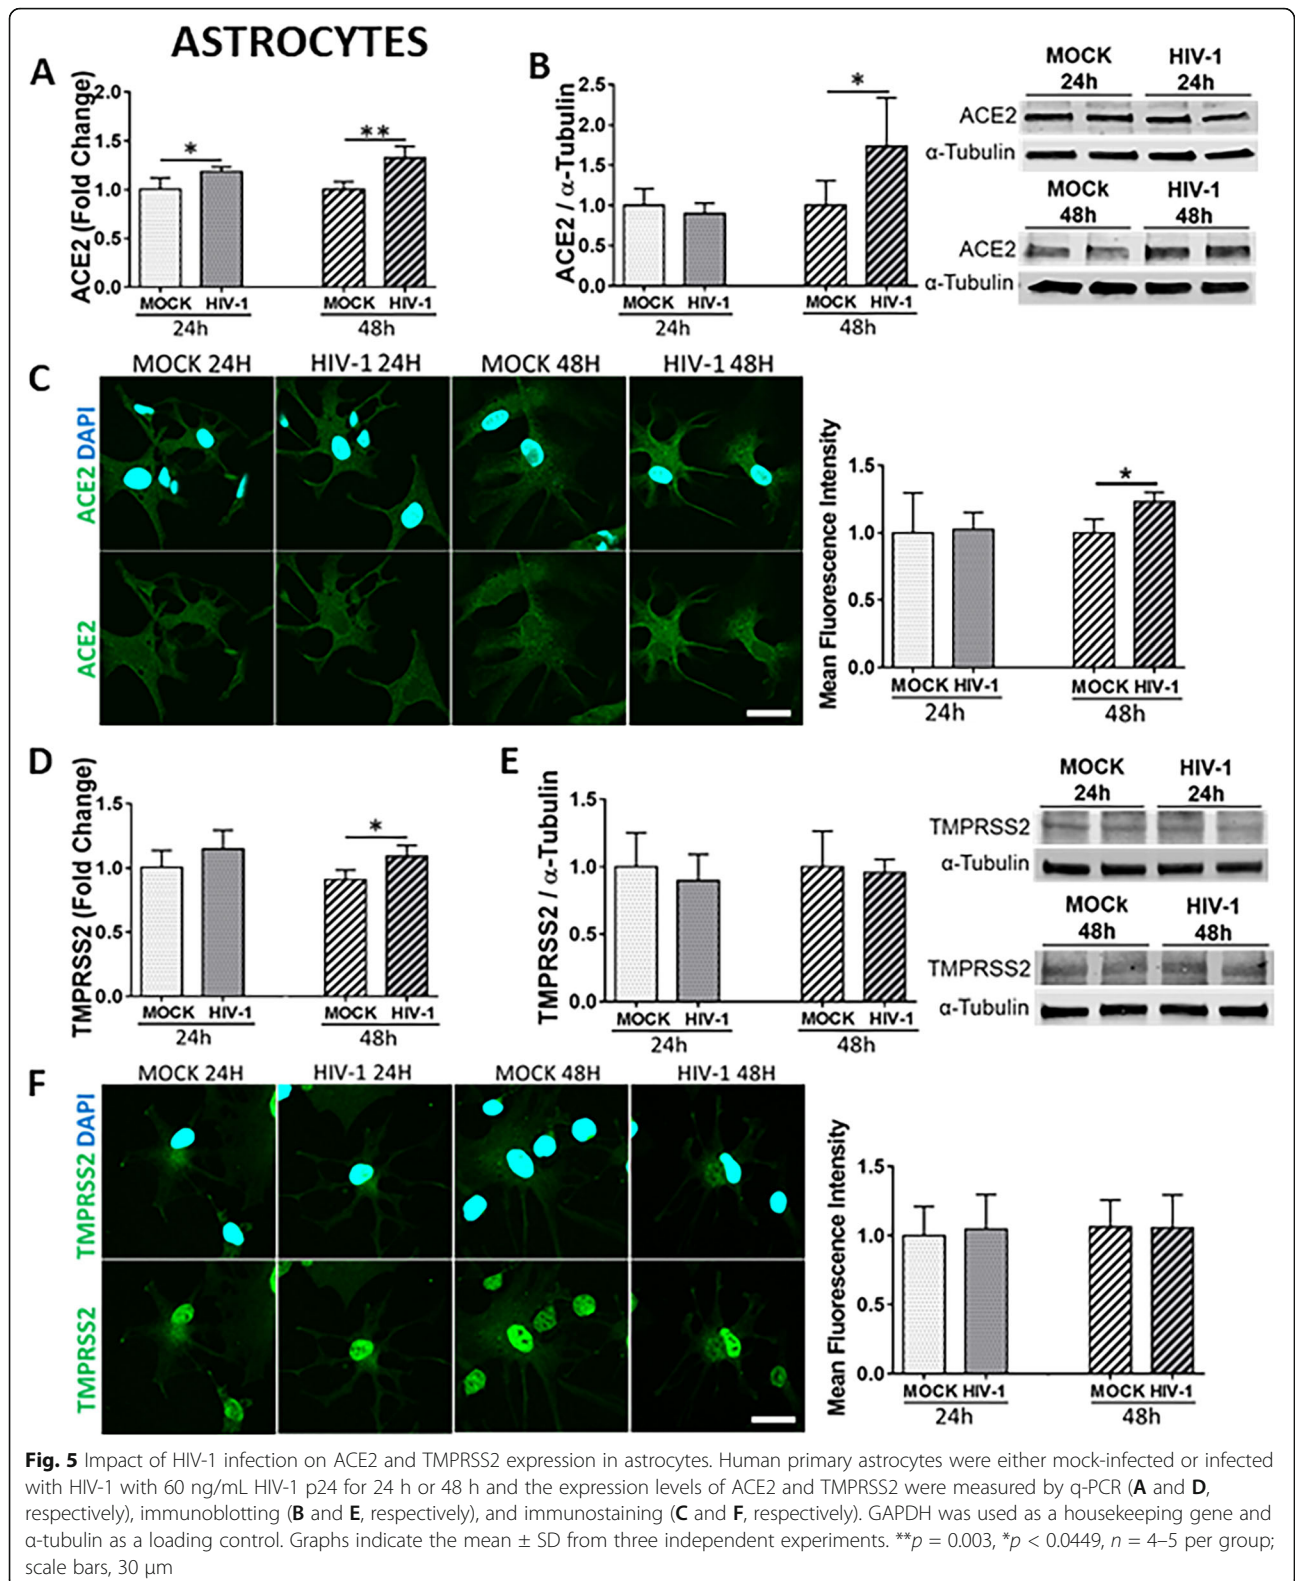 ASTROCYTES
A
ACE2 (Fold Change)
2.0
1.5
1.0
0.5
0.0
*
**
MOCK HIV-1 MOCK HIV-1
24h 48h
B
ACE2 / α-Tubulin
2.5
2.0
1.5
1.0
0.5
0.0
*
MOCK HIV-1 MOCK HIV-1
24h 48h
MOCK HIV-1
24h 24h
ACE2
α-Tubulin
MOCk HIV-1
48h 48h
ACE2
α-Tubulin
C
MOCK 24H HIV-1 24H MOCK 48H HIV-1 48H
ACE2 DAPI
ACE2
Mean Fluorescence Intensity
1.5
1.0
0.5
0.0
*
MOCK HIV-1 MOCK HIV-1
24h 48h
D
TMPRSS2 (Fold Change)
1.5
1.0
0.5
0.0
*
MOCK HIV-1 MOCK HIV-1
24h 48h
E
TMPRSS2 / α-Tubulin
1.5
1.0
0.5
0.0
MOCK HIV-1 MOCK HIV-1
24h 48h
MOCK HIV-1
24h 24h
TMPRSS2
α-Tubulin
MOCk HIV-1
48h 48h
TMPRSS2
α-Tubulin
F
MOCK 24H HIV-1 24H MOCK 48H HIV-1 48H
TMPRSS2 DAPI
TMPRSS2
Mean Fluorescence Intensity
1.5
1.0
0.5
0.0
MOCK HIV-1 MOCK HIV-1
24h 48h
Fig. 5 Impact of HIV-1 infection on ACE2 and TMPRSS2 expression in astrocytes. Human primary astrocytes were either mock-infected or infected
with HIV-1 with 60 ng/mL HIV-1 p24 for 24 h or 48 h and the expression levels of ACE2 and TMPRSS2 were measured by q-PCR (A and D,
respectively), immunoblotting (B and E, respectively), and immunostaining (C and F, respectively). GAPDH was used as a housekeeping gene and
α-tubulin as a loading control. Graphs indicate the mean ± SD from three independent experiments. **p = 0.003, *p < 0.0449, n = 4–5 per group;
scale bars, 30 μm